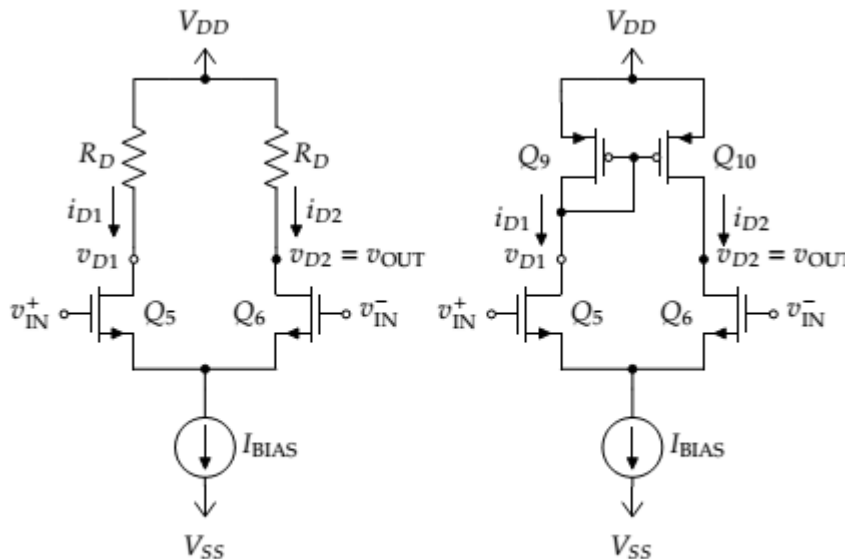 V_DD V_DD
R_D R_D Q_9 Q_10
i_D1 i_D2 i_D1 i_D2
v_D1 v_D2 = v_OUT v_D1 v_D2 = v_OUT
v_IN^+ Q_5 Q_6 v_IN^- v_IN^+ Q_5 Q_6 v_IN^-
I_BIAS I_BIAS
V_SS V_SS